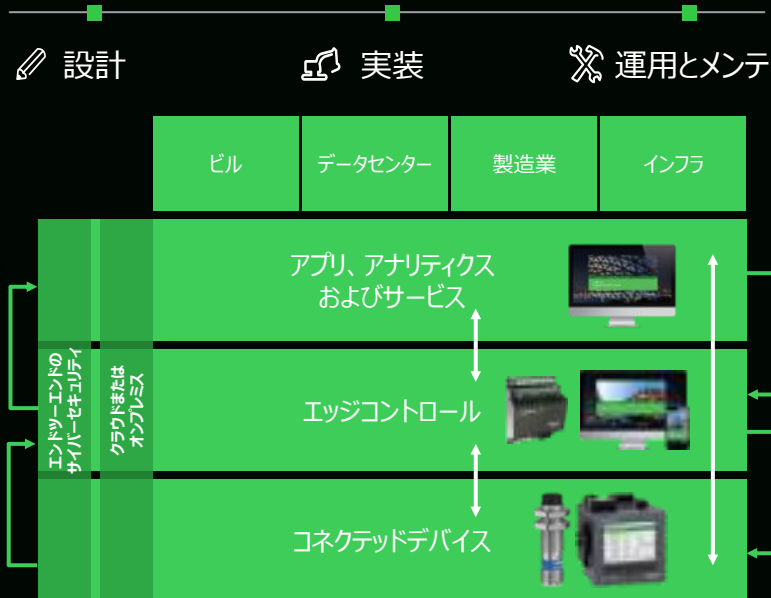 設計
実装
運用とメンテ
ビル
データセンター
製造業
インフラ
アプリ、アナリティクス
およびサービス
エンドツーエンドの
サイバーセキュリティ
クラウドまたは
オンプレミス
エッジコントロール
コネクテッドデバイス